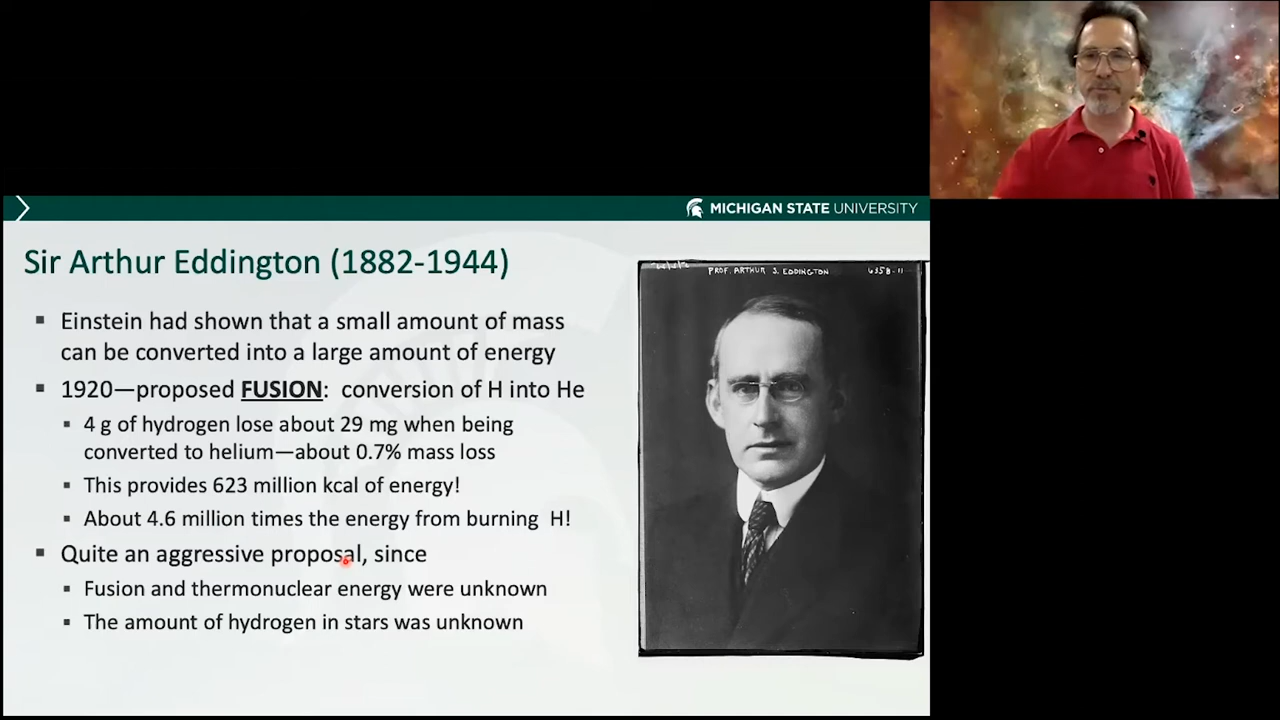 MICHIGAN STATE UNIVERSITY
Sir Arthur Eddington (1882-1944)
▪ Einstein had shown that a small amount of mass
can be converted into a large amount of energy
▪ 1920—proposed FUSION: conversion of H into He
▪ 4 g of hydrogen lose about 29 mg when being
converted to helium—about 0.7% mass loss
▪ This provides 623 million kcal of energy!
▪ About 4.6 million times the energy from burning H!
▪ Quite an aggressive proposal, since
▪ Fusion and thermonuclear energy were unknown
▪ The amount of hydrogen in stars was unknown
PROF. ARTHUR S. EDDINGTON 6358-11